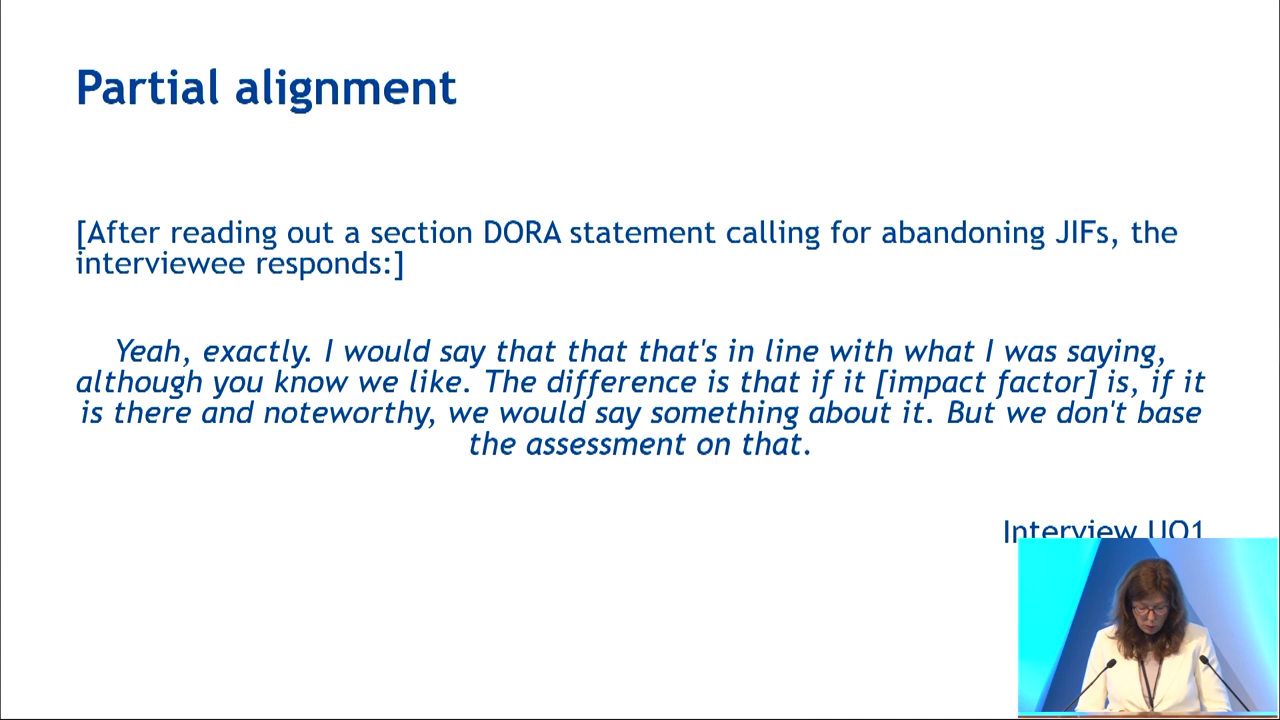 Partial alignment
[After reading out a section DORA statement calling for abandoning JIFs, the
interviewee responds:]
Yeah, exactly. I would say that that that's in line with what I was saying,
although you know we like. The difference is that if it [impact factor] is, if it
is there and noteworthy, we would say something about it. But we don't base
the assessment on that.
Interview UO1